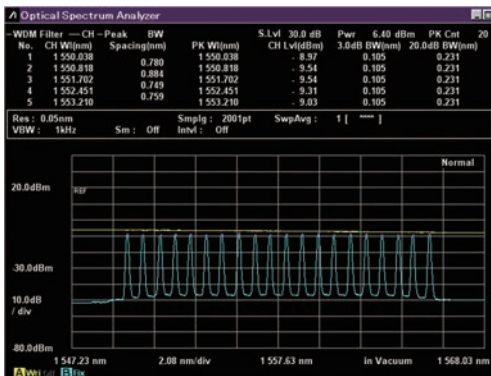 Optical Spectrum Analyzer
WDM Filter - CH - Peak BW S.Lvl 30.0 dB Pwr 6.40 dBm PK Cnt 20
No. CH Wl(nm) Spacing(nm) PK Wl(nm) CH Lvl(dBm) 3.0dB BW(nm) 20.0dB BW(nm)
1 1 550.038 1 550.038 - 8.97 0.105 0.231
0.780
2 1 550.818 1 550.818 - 9.54 0.105 0.231
0.884
3 1 551.702 1 551.702 - 9.54 0.105 0.231
0.749
4 1 552.451 1 552.451 - 9.31 0.105 0.231
0.759
5 1 553.210 1 553.210 - 9.03 0.105 0.231
Res : 0.05nm Smplg : 2001pt SwpAvg : 1 [ **** ]
VBW : 1kHz Sm : Off Intvl : Off
Normal
20.0dBm
REF
-30.0dBm
10.0dB
/ div
-80.0dBm
1 547.23 nm 2.08 nm/div 1 557.63 nm in Vacuum 1 568.03 nm
A Wri Off B Fix